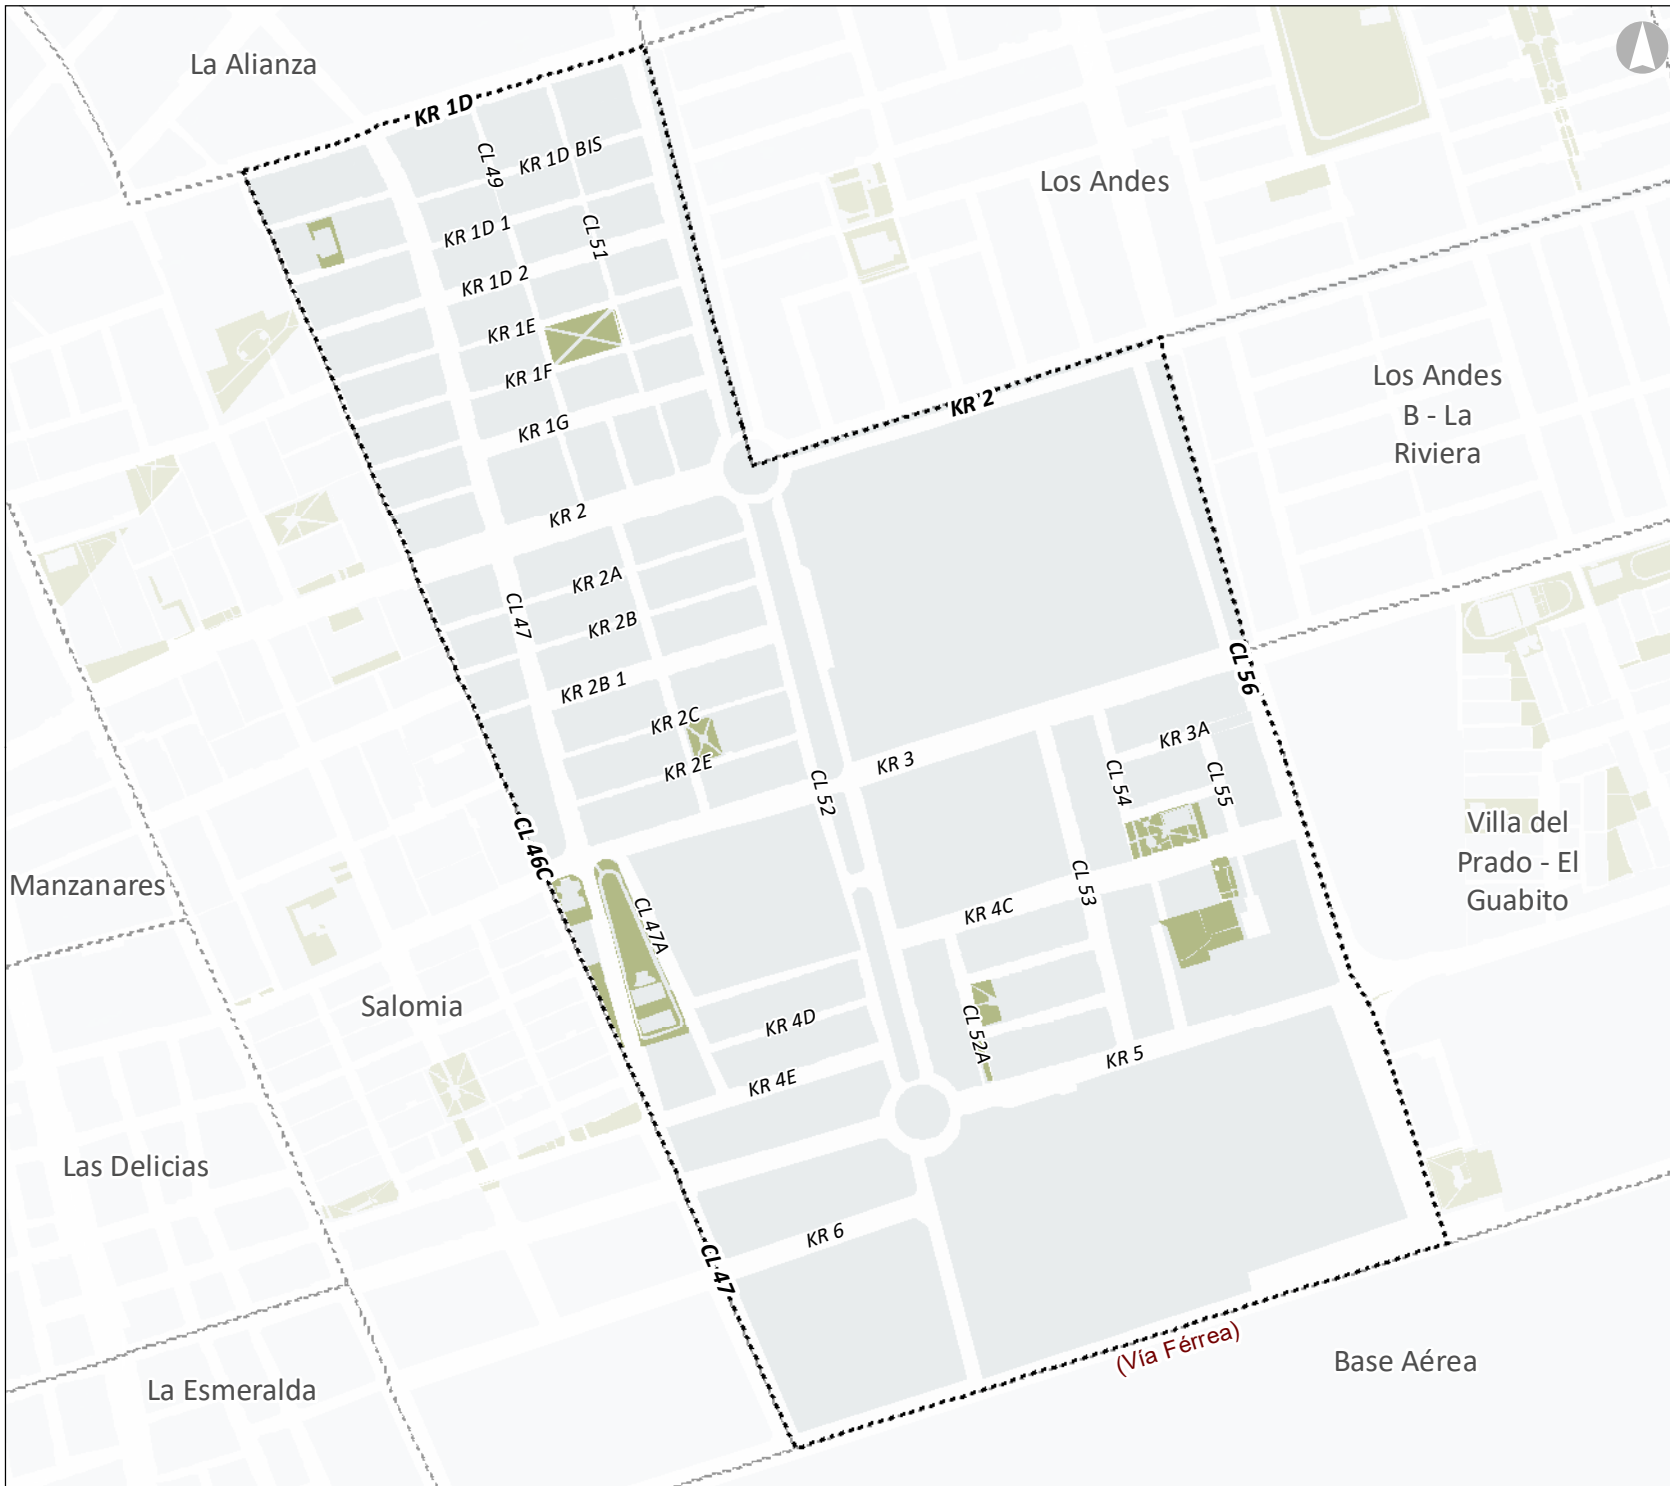 La Alianza
KR 1D
CL 49
KR 1D BIS
Los Andes
KR 1D 1
CL 51
KR 1D 2
KR 1E
KR 1F
KR 1G
KR 2
Los Andes
B - La
Riviera
KR 2
KR 2A
CL 47
KR 2B
KR 2B 1
CL 56
KR 2C
KR 2E
KR 3
KR 3A
CL 52
CL 54
CL 55
CL 46C
Villa del
Prado - El
Guabito
Manzanares
CL 53
KR 4C
CL 47A
Salomia
KR 4D
CL 52A
KR 5
KR 4E
Las Delicias
KR 6
CL 47
(Vía Férrea)
Base Aérea
La Esmeralda